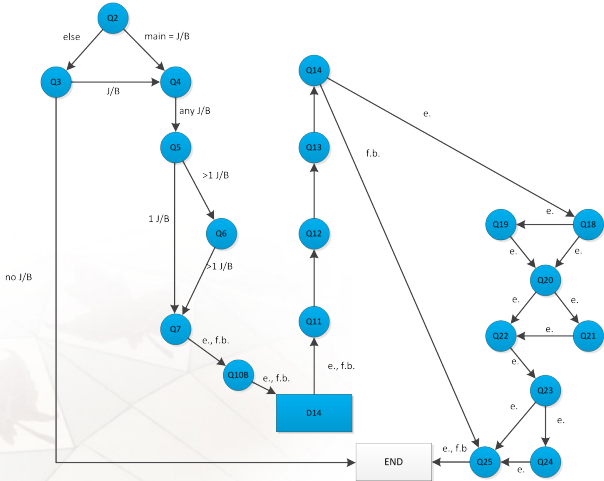 Q2
else
main = J/B
Q3
J/B
Q4
any J/B
Q5
>1 J/B
1 J/B
Q6
>1 J/B
no J/B
Q7
e., f.b.
Q10B
e., f.b.
D14
e., f.b.
Q11
Q12
Q13
Q14
e.
f.b.
Q19
e.
Q18
e.
e.
Q20
e.
e.
Q22
e.
Q21
e.
Q23
e.
e.
END
e., f.b
Q25
e.
Q24